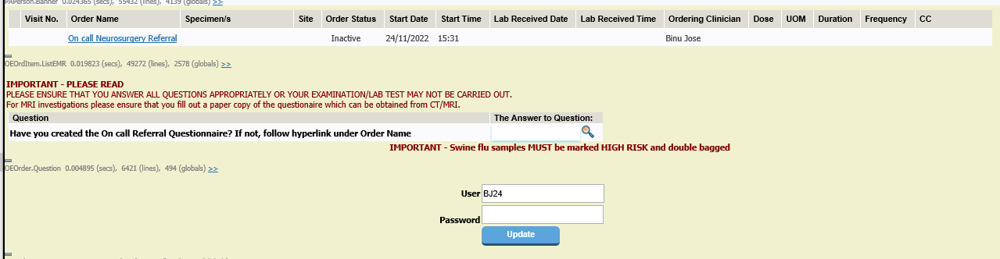 PAPerson.Banner 0.024365 (secs), 55432 (lines), 4139 (globals) >>
Visit No. Order Name Specimen/s Site Order Status Start Date Start Time Lab Received Date Lab Received Time Ordering Clinician Dose UOM Duration Frequency CC
On call Neurosurgery Referral Inactive 24/11/2022 15:31 Binu Jose
OEOrdItem.ListEMR 0.019823 (secs), 49272 (lines), 2578 (globals) >>
IMPORTANT - PLEASE READ
PLEASE ENSURE THAT YOU ANSWER ALL QUESTIONS APPROPRIATELY OR YOUR EXAMINATION/LAB TEST MAY NOT BE CARRIED OUT.
For MRI investigations please ensure that you fill out a paper copy of the questionaire which can be obtained from CT/MRI.
Question The Answer to Question:
Have you created the On call Referral Questionnaire? If not, follow hyperlink under Order Name
IMPORTANT - Swine flu samples MUST be marked HIGH RISK and double bagged
OEOrder.Question 0.004895 (secs), 6421 (lines), 494 (globals) >>
User BJ24
Password
Update